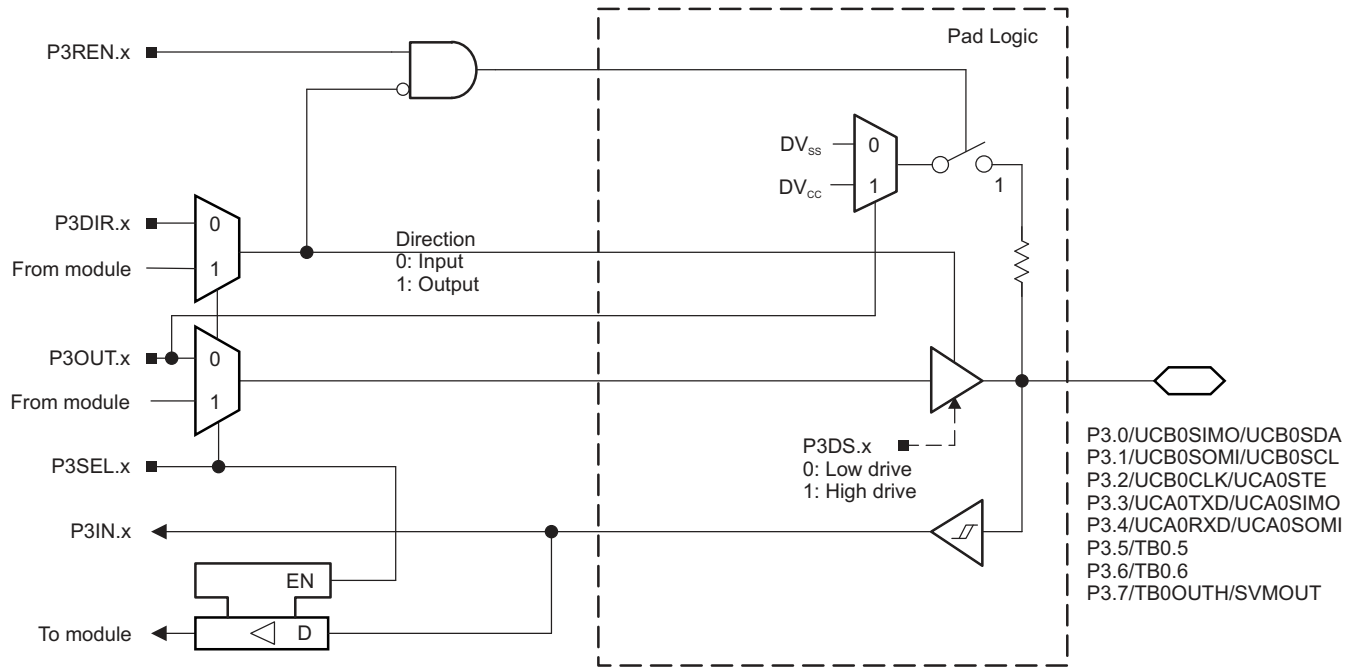 Pad Logic
P3REN.x
DVSS
0
DVCC
1
1
P3DIR.x
0
From module
1
Direction
0: Input
1: Output
P3OUT.x
0
From module
1
P3SEL.x
P3DS.x
0: Low drive
1: High drive
P3IN.x
EN
To module
D
P3.0/UCB0SIMO/UCB0SDA
P3.1/UCB0SOMI/UCB0SCL
P3.2/UCB0CLK/UCA0STE
P3.3/UCA0TXD/UCA0SIMO
P3.4/UCA0RXD/UCA0SOMI
P3.5/TB0.5
P3.6/TB0.6
P3.7/TB0OUTH/SVMOUT